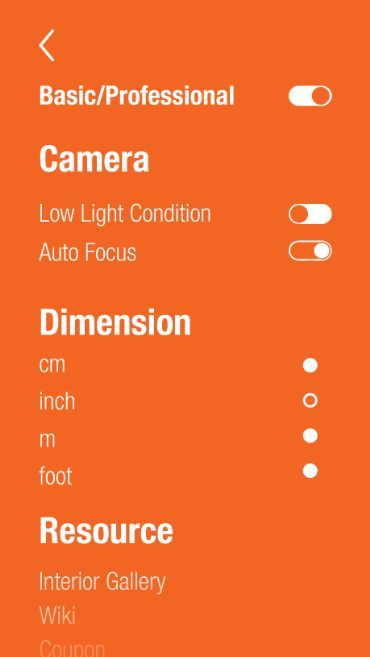 Basic/Professional
Camera
Low Light Condition
Auto Focus
Dimension
cm
inch
m
foot
Resource
Interior Gallery
Wiki
Coupon